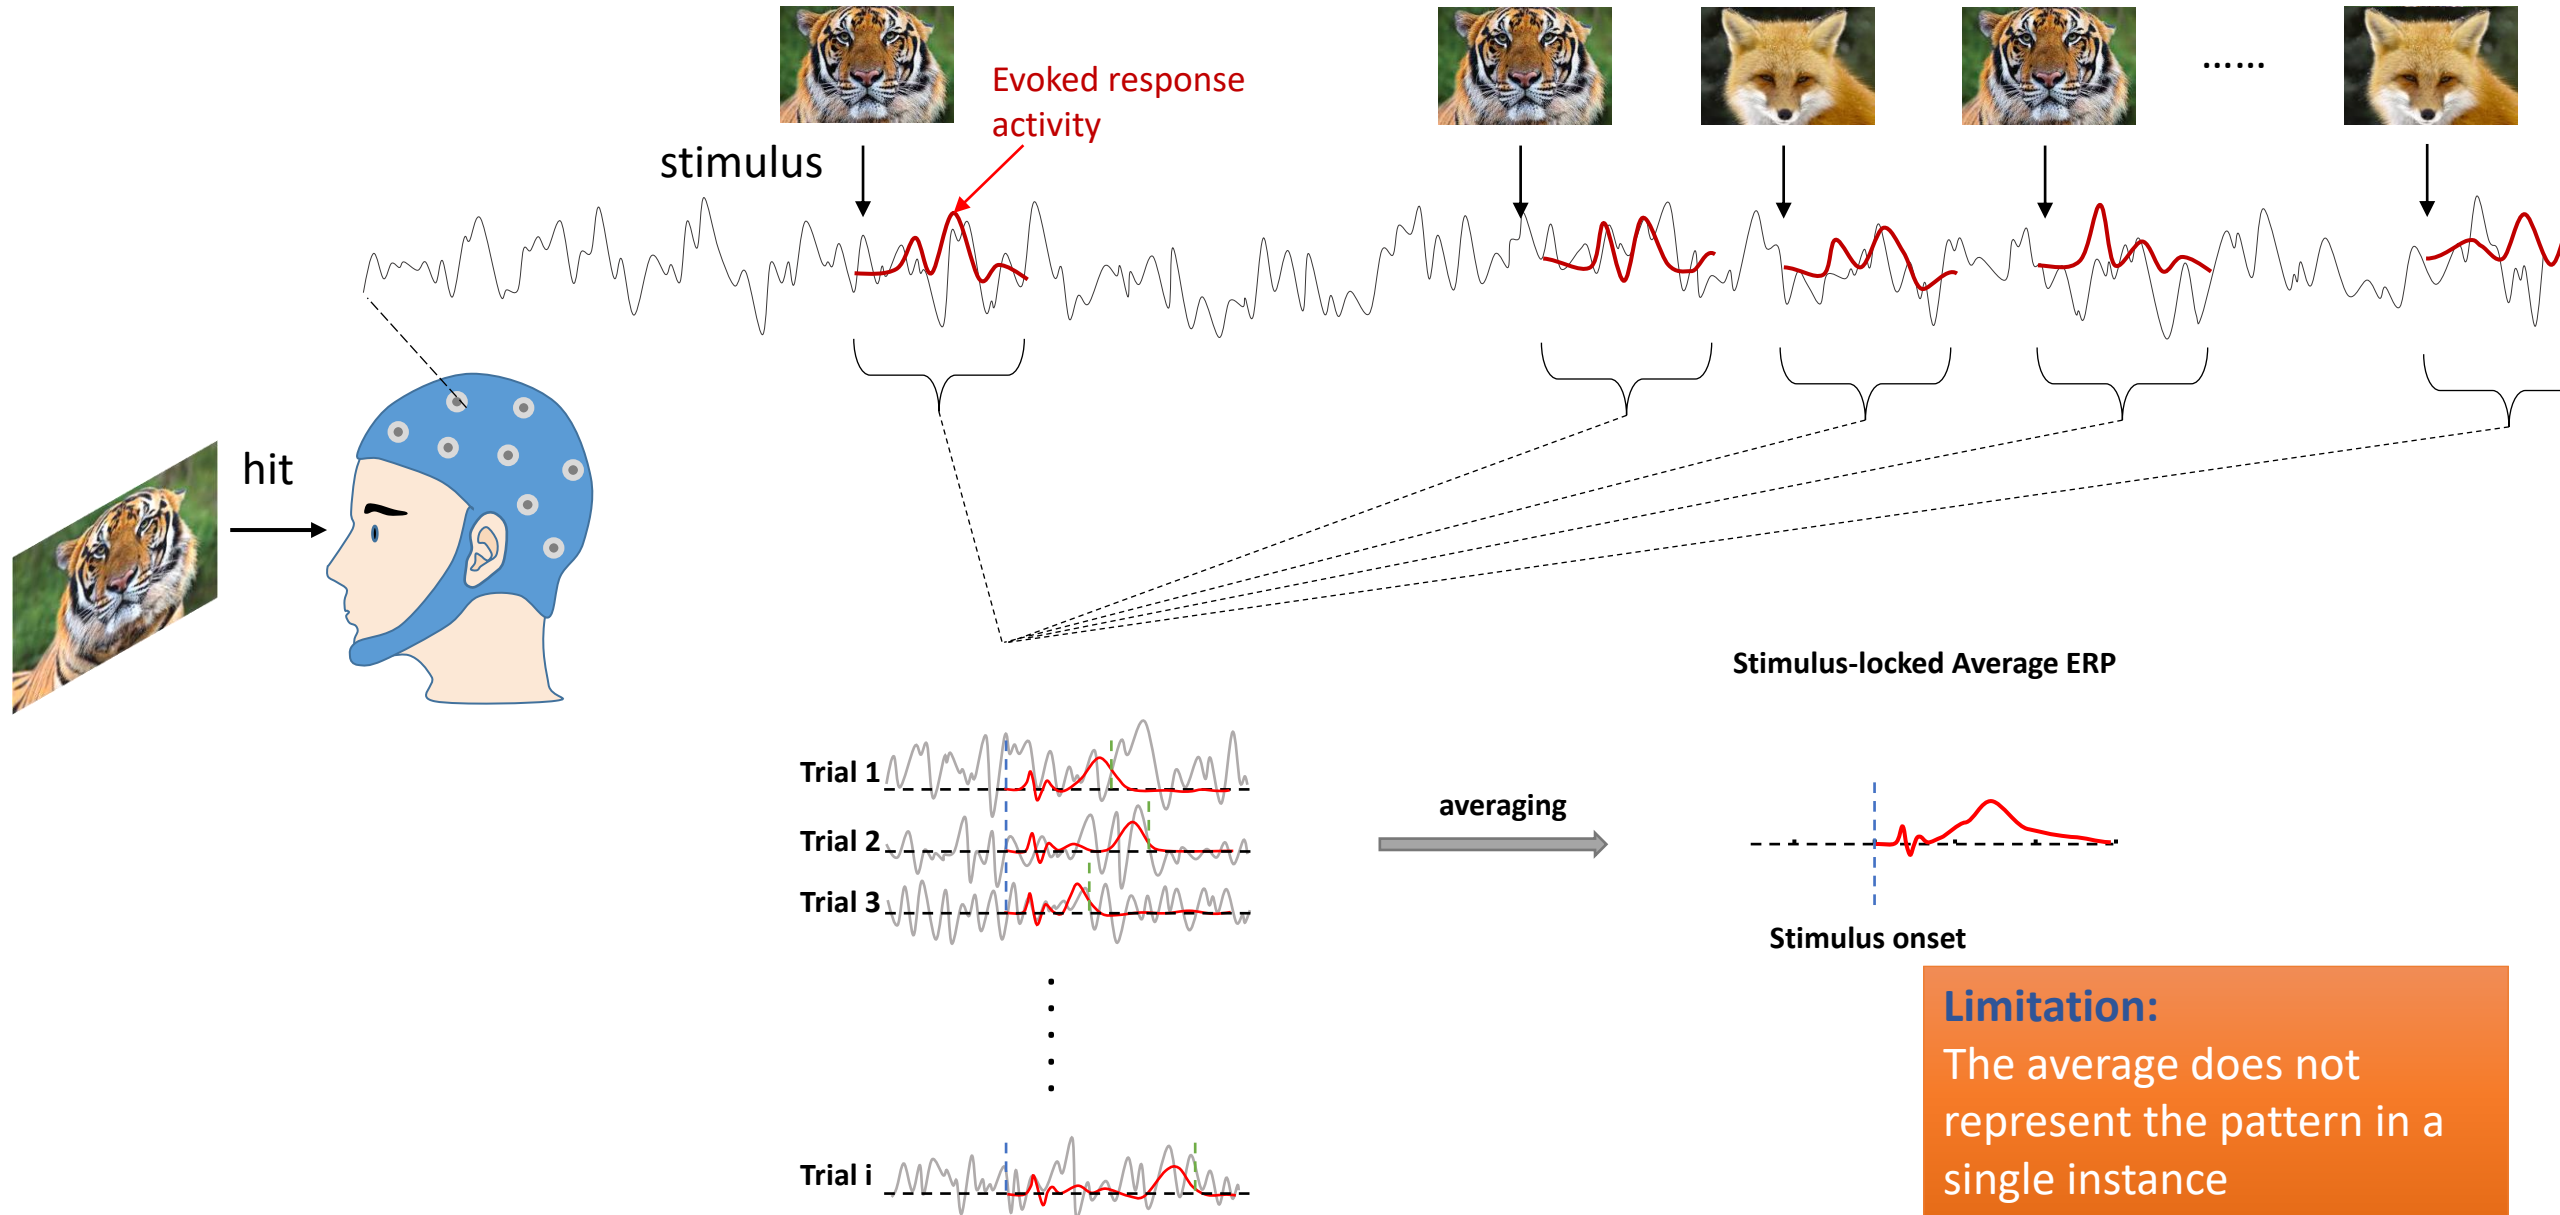 Evoked response
activity
……
stimulus
hit
Stimulus-locked Average ERP
Trial 1
Trial 2
Trial 3
Trial i
averaging
Stimulus onset
Limitation:
The average does not
represent the pattern in a
single instance